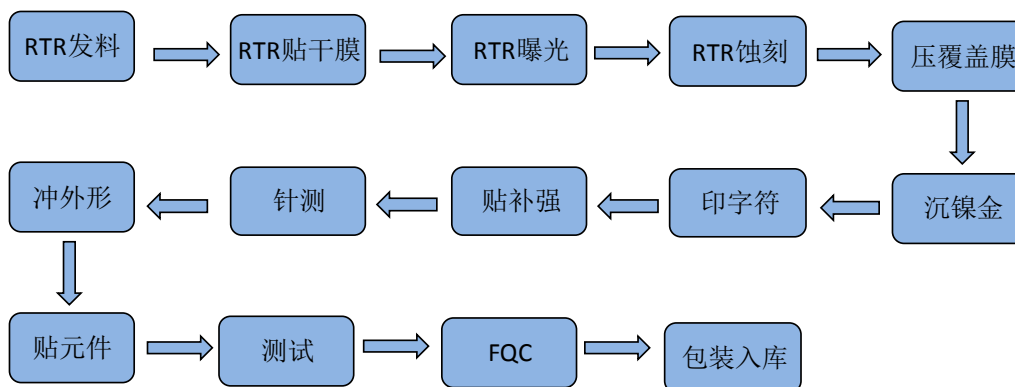 RTR发料
RTR贴干膜
RTR曝光
RTR蚀刻
压覆盖膜
沉镍金
印字符
贴补强
针测
冲外形
贴元件
测试
FQC
包装入库